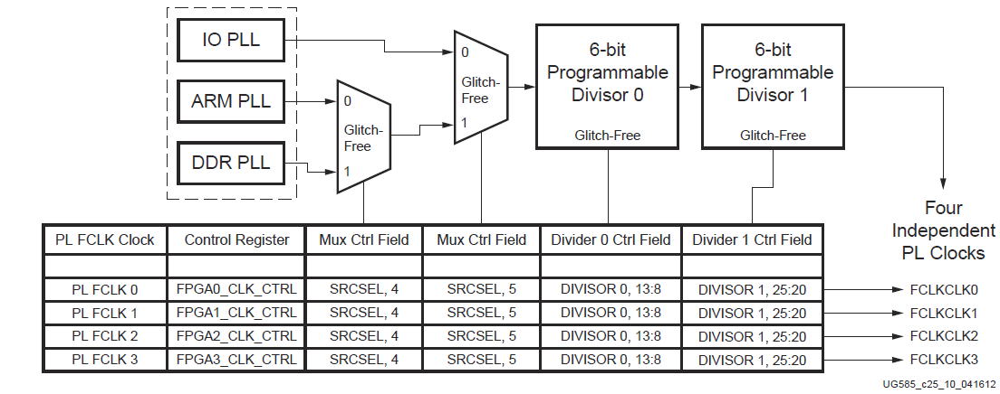 IO PLL
ARM PLL
DDR PLL
0
Glitch-
Free
1
0
Glitch-
Free
1
6-bit
Programmable
Divisor 0
Glitch-Free
6-bit
Programmable
Divisor 1
Glitch-Free
Four
Independent
PL Clocks
PL FCLK Clock Control Register Mux Ctrl Field Mux Ctrl Field Divider 0 Ctrl Field Divider 1 Ctrl Field
PL FCLK 0 FPGA0_CLK_CTRL SRCSEL, 4 SRCSEL, 5 DIVISOR 0, 13:8 DIVISOR 1, 25:20 FCLKCLK0
PL FCLK 1 FPGA1_CLK_CTRL SRCSEL, 4 SRCSEL, 5 DIVISOR 0, 13:8 DIVISOR 1, 25:20 FCLKCLK1
PL FCLK 2 FPGA2_CLK_CTRL SRCSEL, 4 SRCSEL, 5 DIVISOR 0, 13:8 DIVISOR 1, 25:20 FCLKCLK2
PL FCLK 3 FPGA3_CLK_CTRL SRCSEL, 4 SRCSEL, 5 DIVISOR 0, 13:8 DIVISOR 1, 25:20 FCLKCLK3
UG585_c25_10_041612